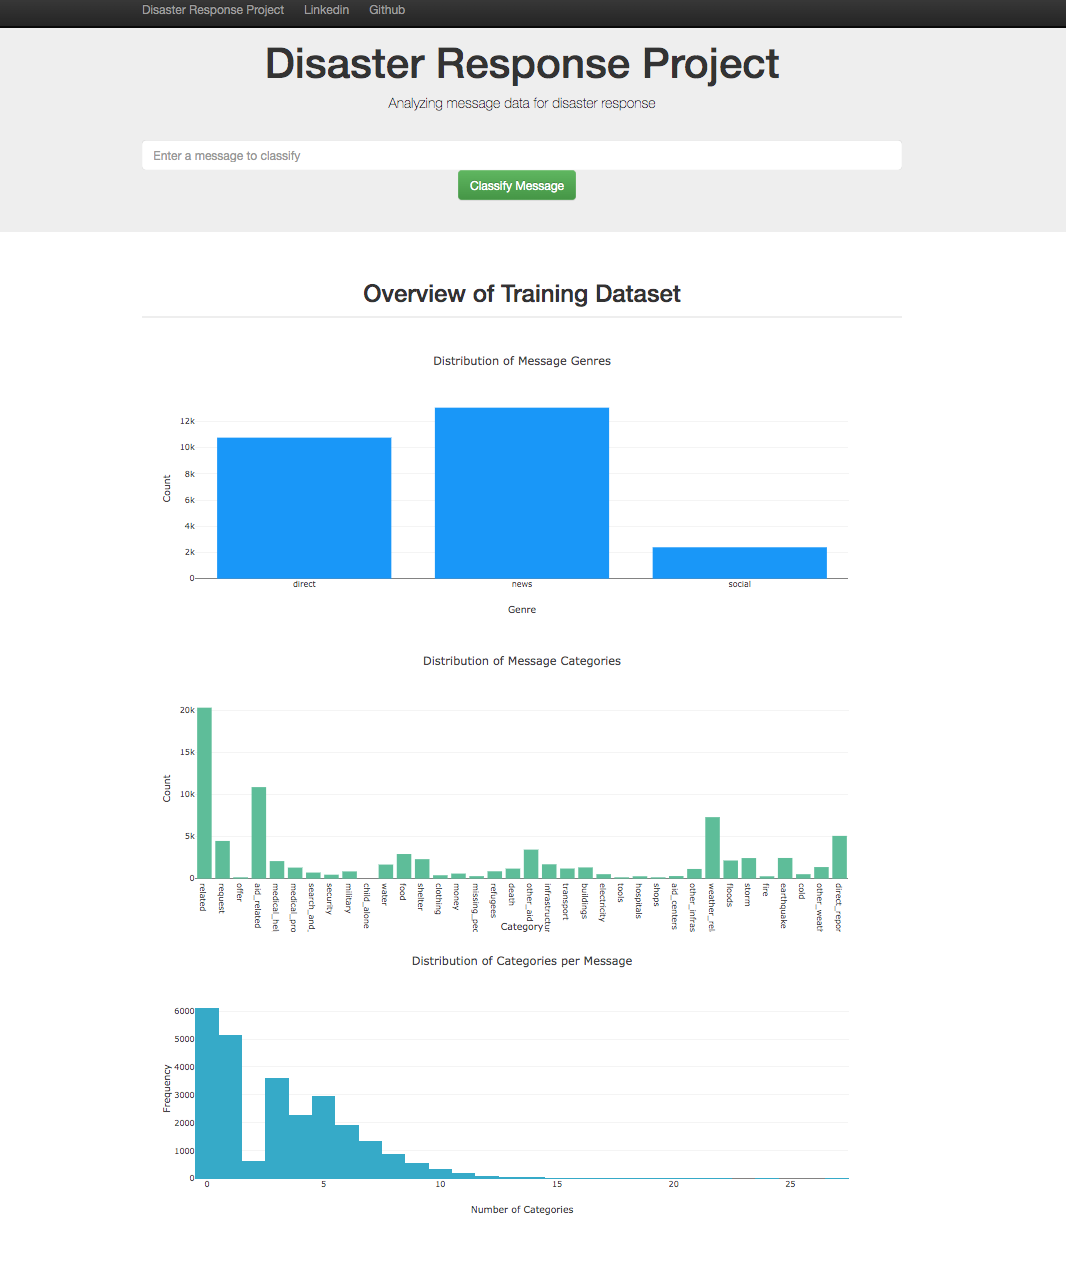 Disaster Response Project Linkedin Github
Disaster Response Project
Analyzing message data for disaster response
Enter a message to classify
Classify Message
Overview of Training Dataset
Distribution of Message Genres
12k
10k
8k
6k
4k
2k
0
Count
direct news social
Genre
Distribution of Message Categories
20k
15k
10k
5k
0
Count
related
request
offer
aid_related
medical_hel
medical_pro
search_and_
security
military
child_alone
water
food
shelter
clothing
money
missing_peo
refugees
death
other_aid
infrastructur
transport
buildings
electricity
tools
hospitals
shops
aid_centers
other_infras
weather_rel
floods
storm
fire
earthquake
cold
other_weath
direct_repor
Category
Distribution of Categories per Message
6000
5000
4000
3000
2000
1000
0
Frequency
0 5 10 15 20 25
Number of Categories